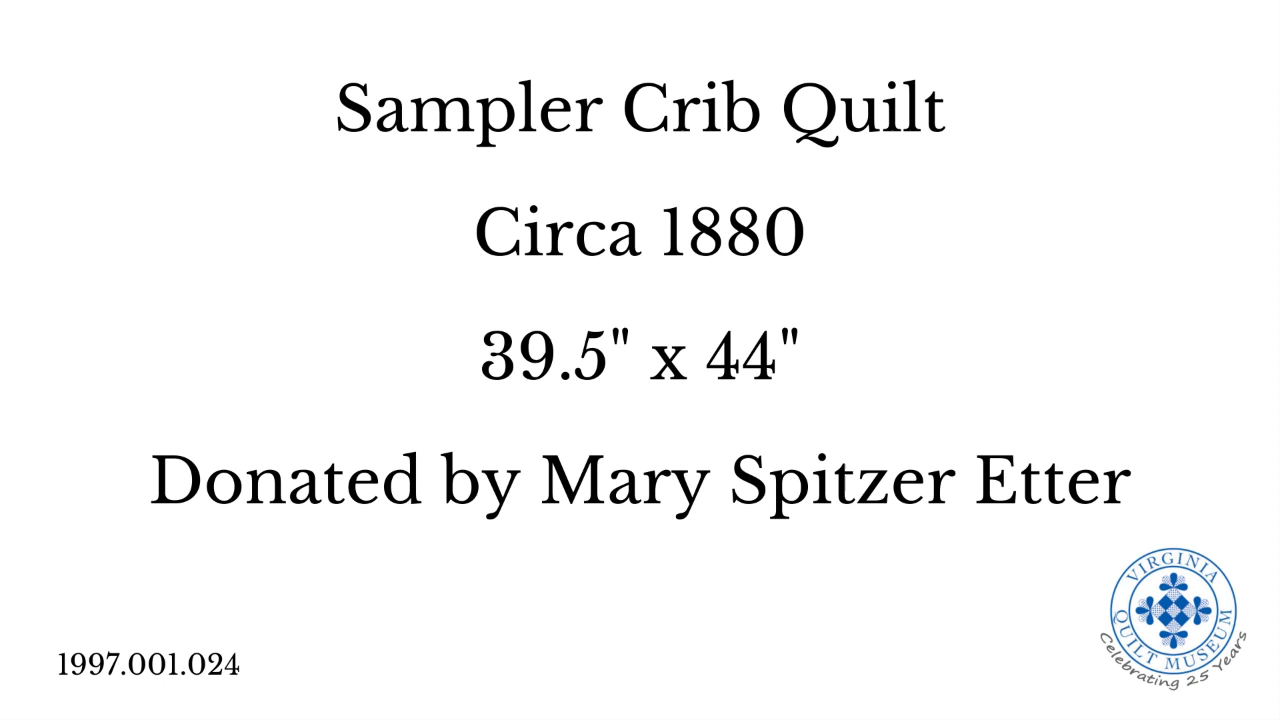 Sampler Crib Quilt
Circa 1880
39.5" x 44"
Donated by Mary Spitzer Etter
1997.001.024
VIRGINIA
QUILT MUSEUM
Celebrating 25 Years